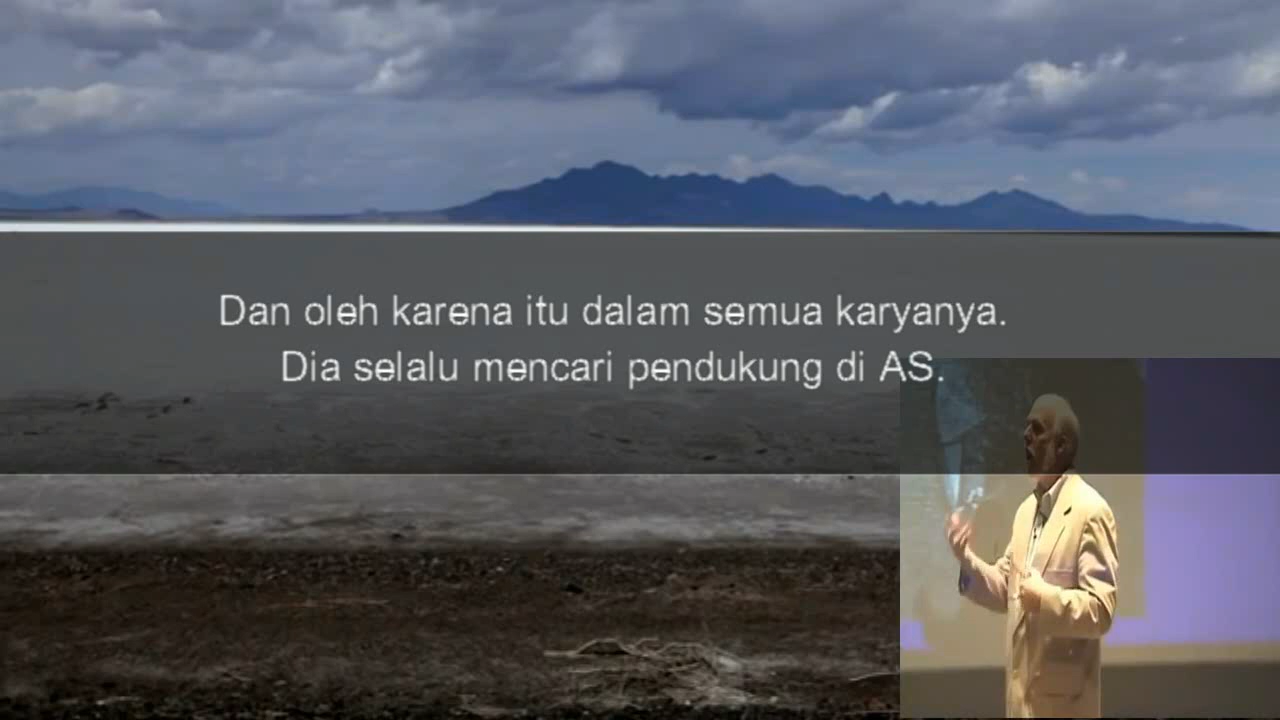 Dan oleh karena itu dalam semua karyanya.
Dia selalu mencari pendukung di AS.